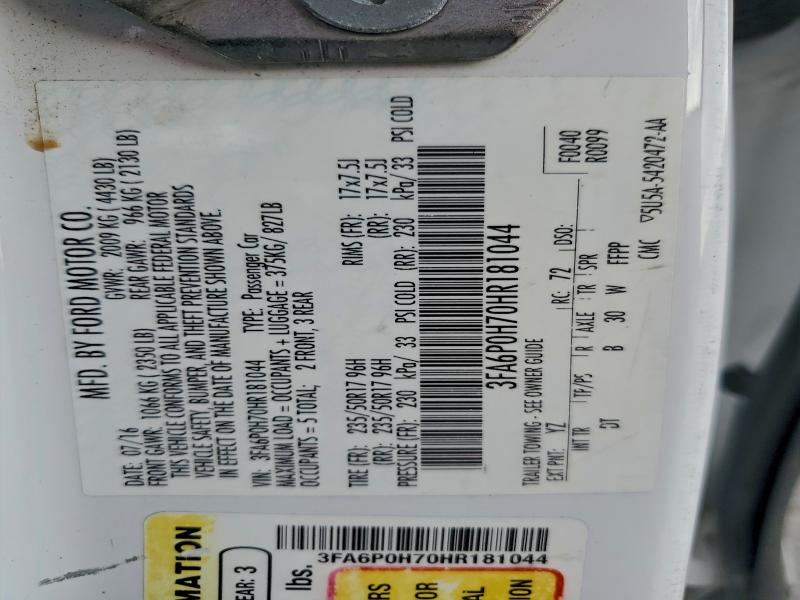 MFD. BY FORD MOTOR CO.
DATE: 07/16 GVWR: 2009 KG ( 4430 LB)
FRONT GAWR: 1066 KG ( 2350 LB) REAR GAWR: 966 KG ( 2130 LB)
THIS VEHICLE CONFORMS TO ALL APPLICABLE FEDERAL MOTOR
VEHICLE SAFETY, BUMPER, AND THEFT PREVENTION STANDARDS
IN EFFECT ON THE DATE OF MANUFACTURE SHOWN ABOVE.
VIN: 3FA6P0H70HR181044 TYPE: Passenger Car
MAXIMUM LOAD = OCCUPANTS + LUGGAGE = 375KG/ 827LB
OCCUPANTS = 5 TOTAL; 2 FRONT, 3 REAR
TIRE (FR): 235/50R17 96H RIMS (FR): 17x7.5J
(RR): 235/50R17 96H (RR): 17x7.5J
PRESSURE (FR): 230 kPa/ 33 PSI COLD (RR): 230 kPa/ 33 PSI COLD
3FA6P0H70HR181044
TRAILER TOWING - SEE OWNER GUIDE F0040
EXT PNT: YZ RC: 72 DSO: R0099
INT TR TP/PS R AXLE TR SPR
DT B 30 W FFPP
CMC ▽5U5A-5420472-AA
MATION
EAR: 3
lbs.
3FA6P0H70HR181044
RS
OR
AL
TION